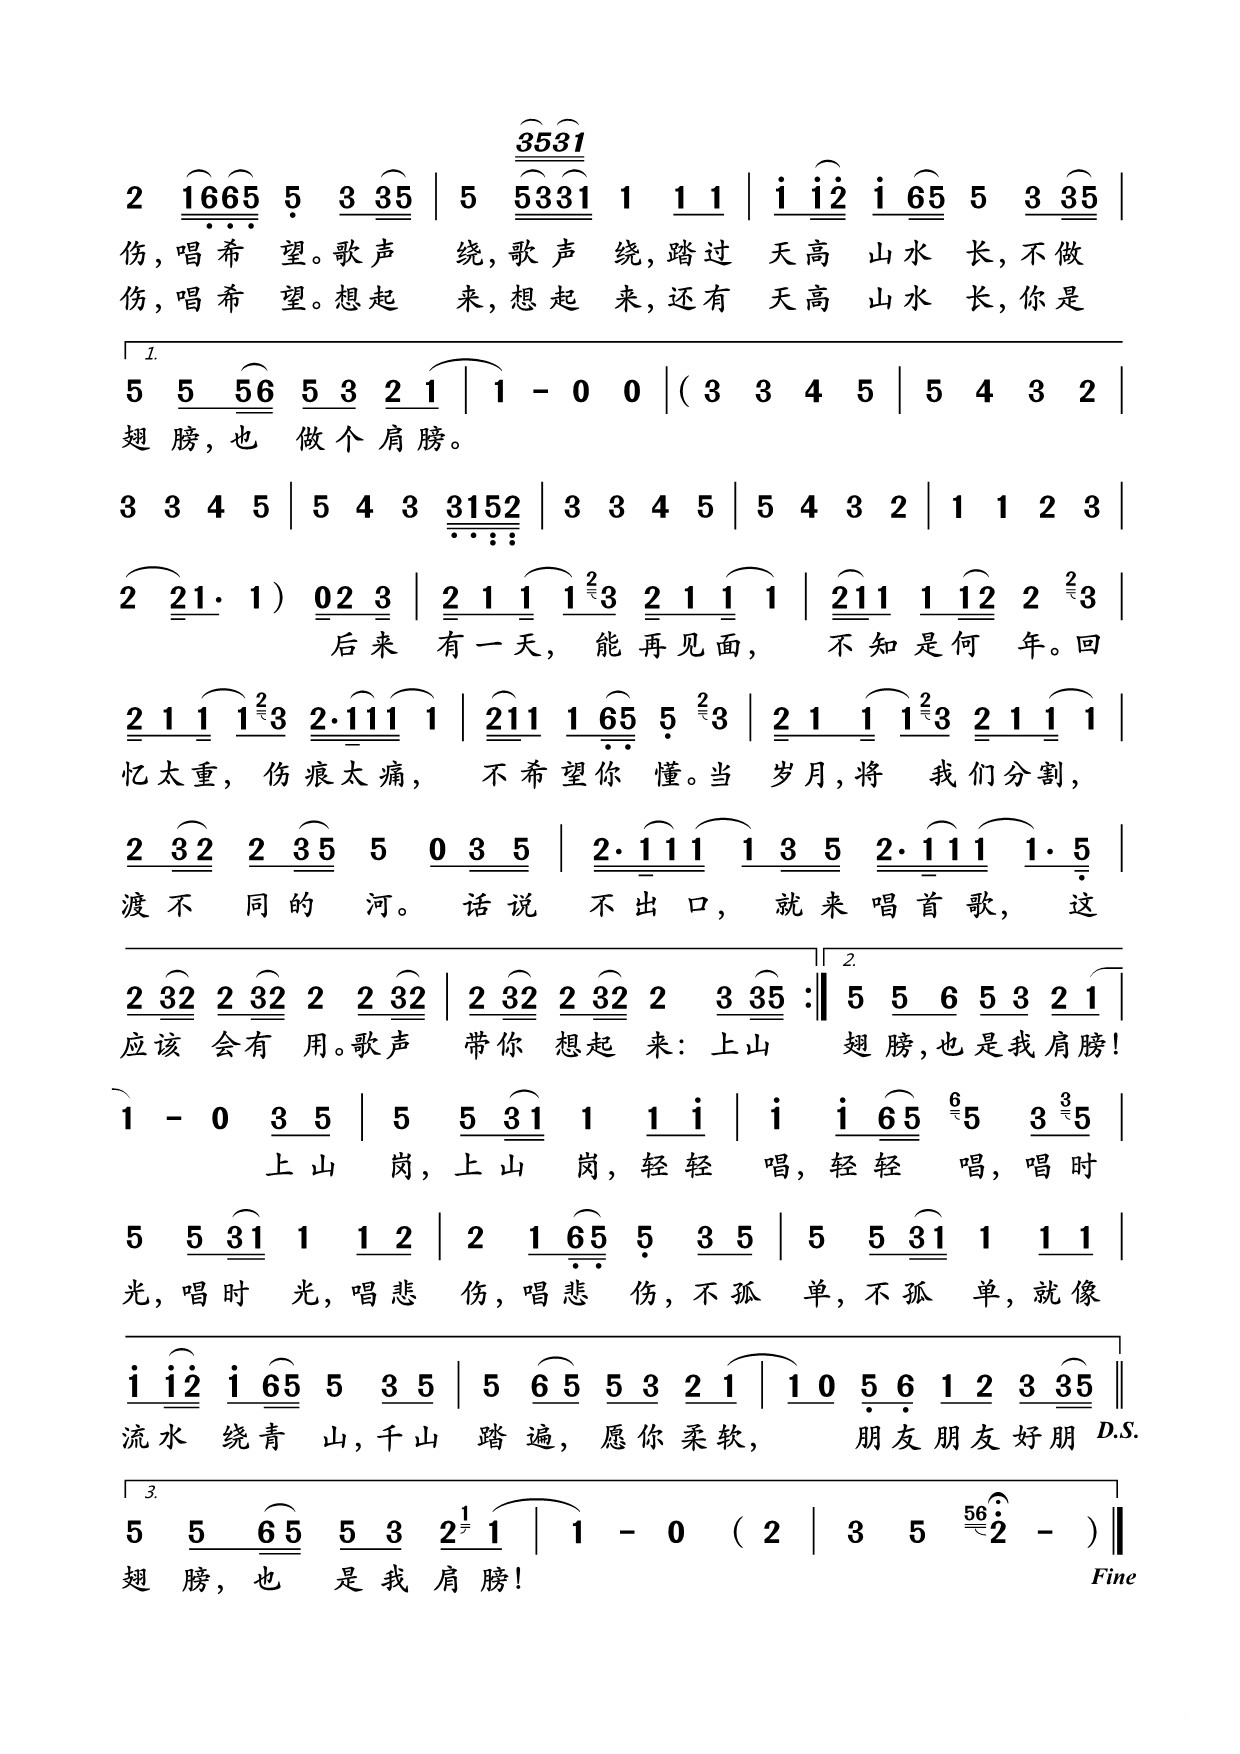 3531
2 1665 5 3 35 | 5 5331 1 1 1 | 1 12 1 65 5 3 35 |
伤,唱希 望。歌声 绕,歌声 绕,踏过 天高 山水 长,不做
伤,唱希 望。想起 来,想起 来,还有 天高 山水 长,你是
1.
5 5 56 5 3 2 1 | 1 - 0 0 | ( 3 3 4 5 | 5 4 3 2 |
翅膀,也 做个肩膀。
3 3 4 5 | 5 4 3 3152 | 3 3 4 5 | 5 4 3 2 | 1 1 2 3 |
2 21· 1 ) 02 3 | 2 1 1 1 23 2 1 1 1 | 211 1 12 2 23 |
后来 有一天, 能再见面, 不知是何 年。回
2 1 1 1 23 2·111 1 | 211 1 65 5 23 | 2 1 1 1 23 2 1 1 1 |
忆太重, 伤痕太痛, 不希望你 懂。当 岁月,将 我们分割,
2 32 2 35 5 0 3 5 | 2·111 1 3 5 2·111 1· 5 |
渡不 同的 河。 话说 不出口, 就来唱首歌, 这
2 32 2 32 2 2 32 | 2 32 2 32 2 3 35 :‖ 2. 5 5 6 5 3 2 1 |
应该 会有 用。歌声 带你 想起 来: 上山 翅膀,也是我肩膀!
1 - 0 3 5 | 5 5 31 1 1 1 | 1 1 65 65 3 35 |
上山 岗,上山 岗,轻轻 唱,轻轻 唱,唱时
5 5 31 1 1 2 | 2 1 65 5 3 5 | 5 5 31 1 1 1 |
光,唱时 光,唱悲 伤,唱悲 伤,不孤 单,不孤 单,就像
1 12 1 65 5 3 5 | 5 6 5 5 3 2 1 | 1 0 5 6 1 2 3 35 ‖
流水 绕青 山,千山 踏遍, 愿你柔软, 朋友朋友好朋 D.S.
3.
5 5 65 5 3 21 1 | 1 - 0 ( 2 | 3 5 562 - ) ‖
翅膀,也 是我肩膀!
Fine